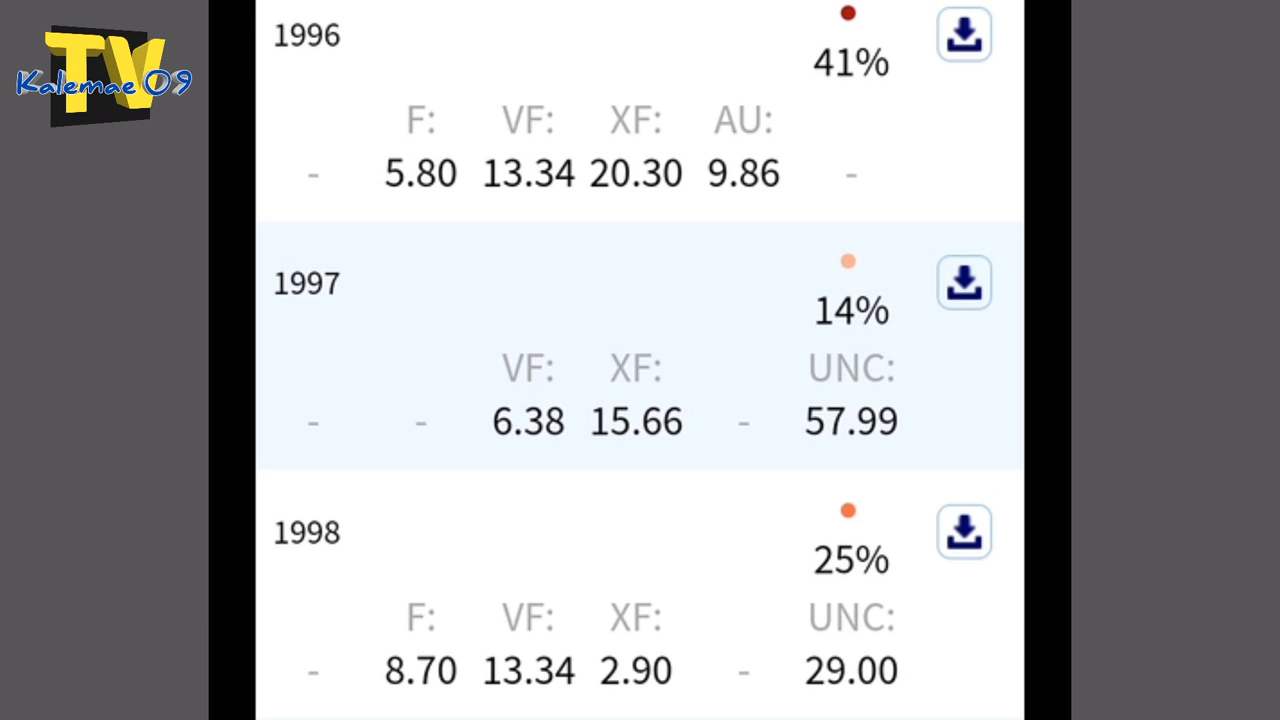 TV
Kalemae 09
1996
41%
F: VF: XF: AU:
- 5.80 13.34 20.30 9.86 -
1997
14%
VF: XF: UNC:
- - 6.38 15.66 - 57.99
1998
25%
F: VF: XF: UNC:
- 8.70 13.34 2.90 - 29.00